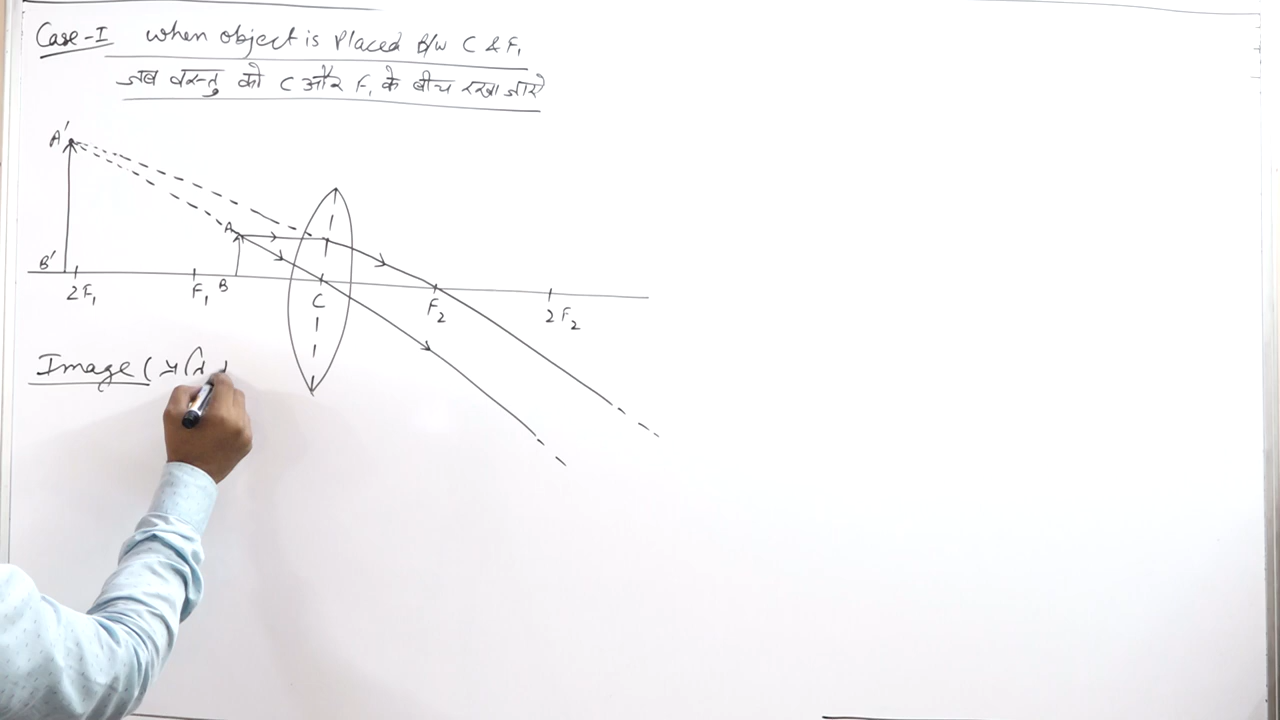 Case-I when object is Placed B/w C & F₁
जब वस्तु को C और F₁ के बीच रखा जाये
A'
A
B'
2F₁
F₁
B
C
F₂
2F₂
Image (प्रति